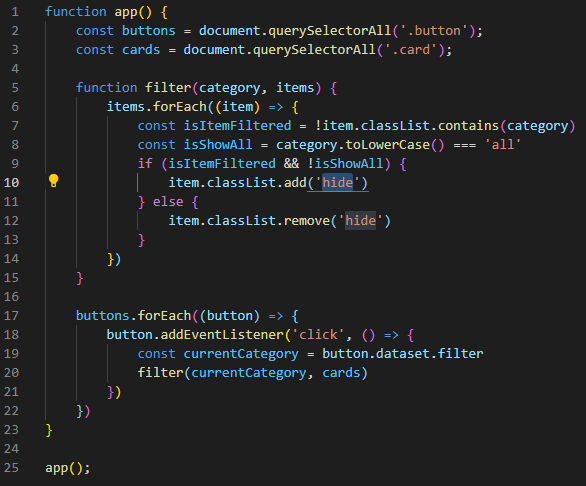 1 function app() {
2     const buttons = document.querySelectorAll('.button');
3     const cards = document.querySelectorAll('.card');
4
5     function filter(category, items) {
6         items.forEach((item) => {
7             const isItemFiltered = !item.classList.contains(category)
8             const isShowAll = category.toLowerCase() === 'all'
9             if (isItemFiltered && !isShowAll) {
10                 item.classList.add('hide')
11             } else {
12                 item.classList.remove('hide')
13             }
14         })
15     }
16
17     buttons.forEach((button) => {
18         button.addEventListener('click', () => {
19             const currentCategory = button.dataset.filter
20             filter(currentCategory, cards)
21         })
22     })
23 }
24
25 app();